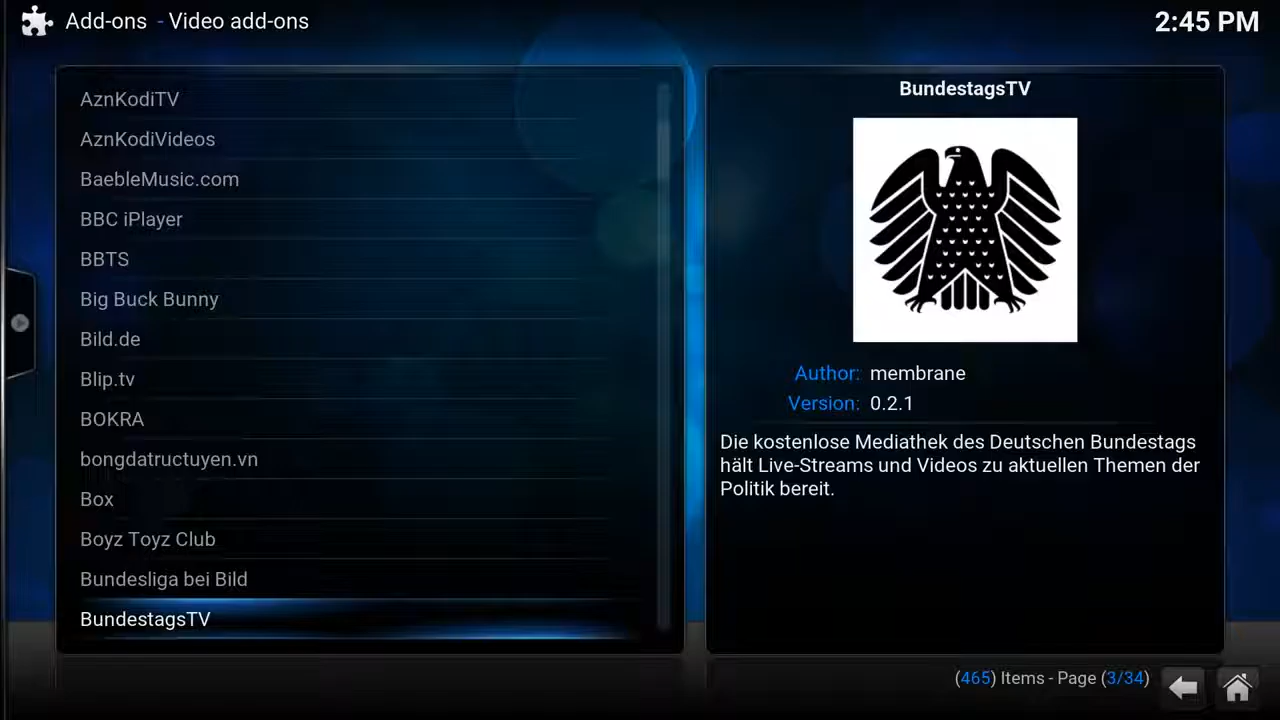 Add-ons - Video add-ons
2:45 PM
AznKodiTV
AznKodiVideos
BaebleMusic.com
BBC iPlayer
BBTS
Big Buck Bunny
Bild.de
Blip.tv
BOKRA
bongdatructuyen.vn
Box
Boyz Toyz Club
Bundesliga bei Bild
BundestagsTV
BundestagsTV
Author: membrane
Version: 0.2.1
Die kostenlose Mediathek des Deutschen Bundestags
hält Live-Streams und Videos zu aktuellen Themen der
Politik bereit.
(465) Items - Page (3/34)